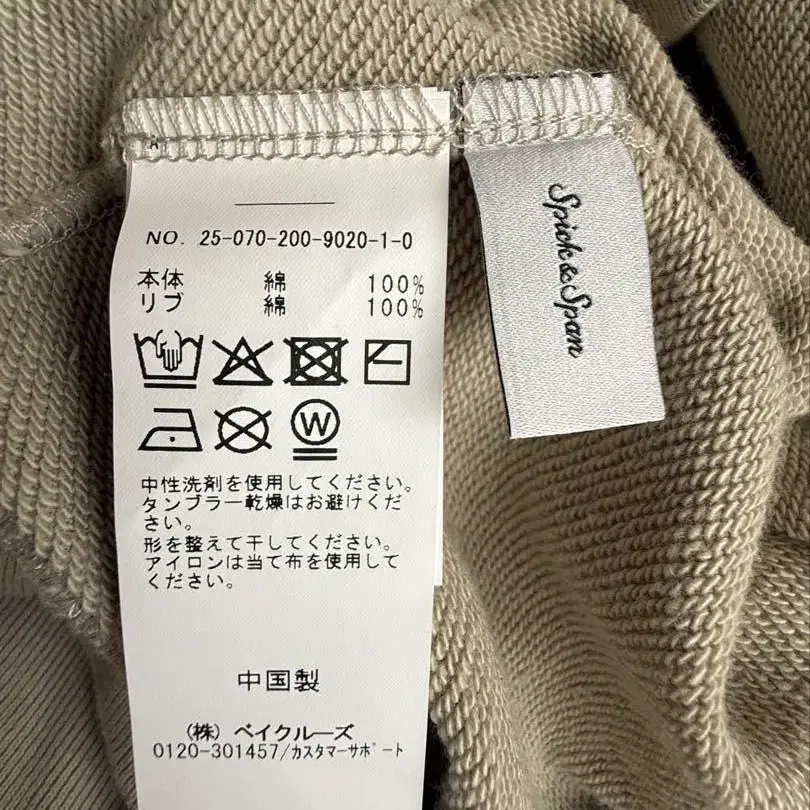 NO. 25-070-200-9020-1-0
本体 綿 100%
リブ 綿 100%
W
中性洗剤を使用してください。
タンブラー乾燥はお避けくだ
さい。
形を整えて干してください。
アイロンは当て布を使用して
ください。
中国製
(株) ベイクルーズ
0120-301457/カスタマーサポート
Spick&Span